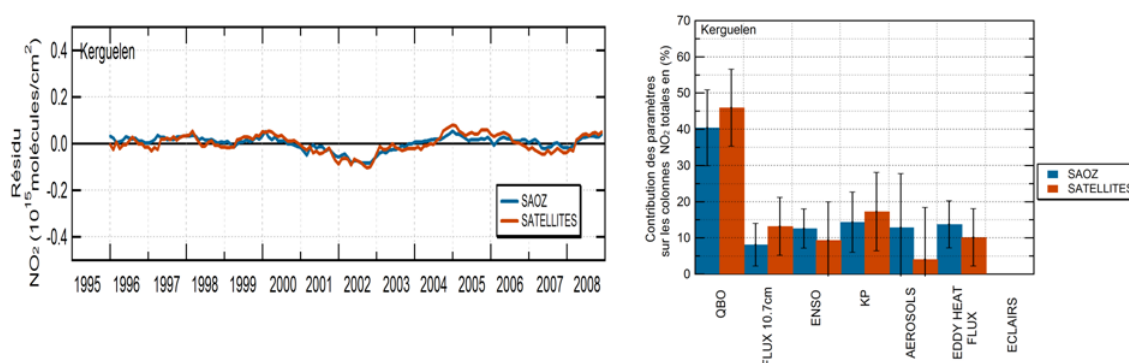 Kerguelen
Résidu
NO₂ (10¹⁵molécules/cm²)
0.4
0.2
0.0
-0.2
-0.4
SAOZ
SATELLITES
1995 1996 1997 1998 1999 2000 2001 2002 2003 2004 2005 2006 2007 2008
Kerguelen
Contribution des paramètres
sur les colonnes NO₂ totales en (%)
70
60
50
40
30
20
10
0
QBO
FLUX 10.7cm
ENSO
KP
AEROSOLS
EDDY HEAT
FLUX
ECLAIRS
SAOZ
SATELLITES